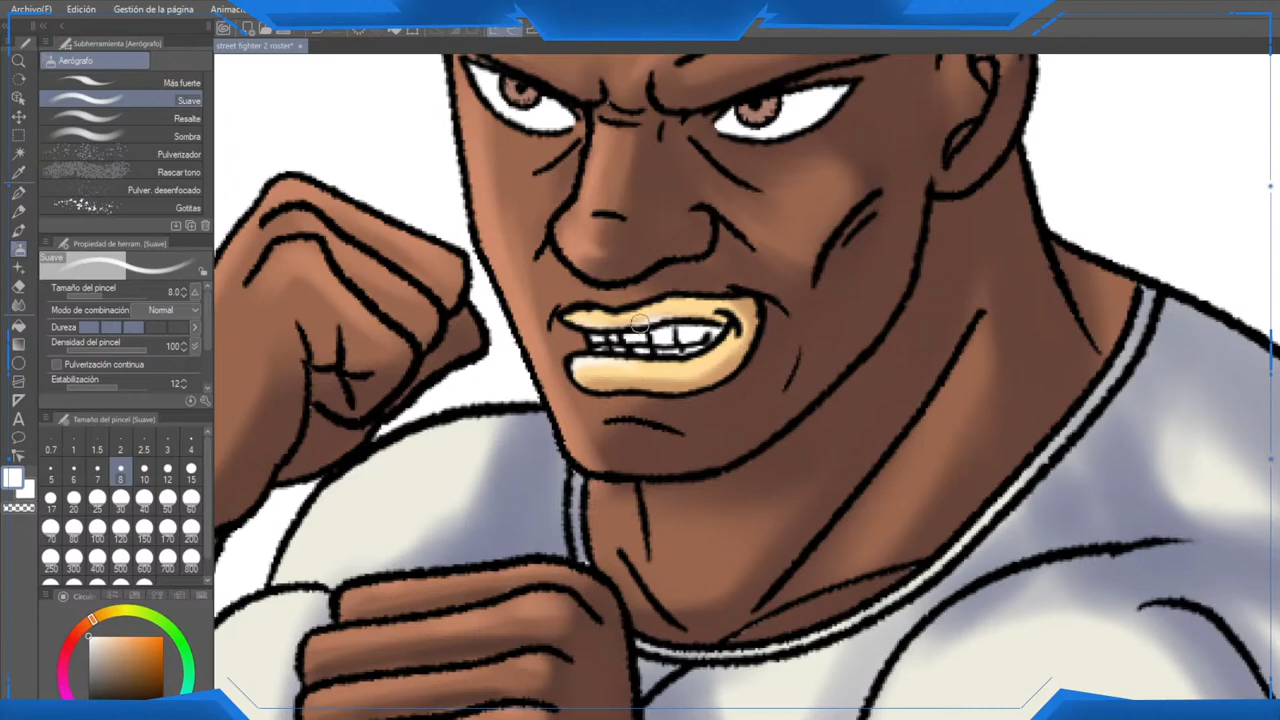 Archivo(F) Edición Gestión de la página Animació
Subherramienta (Aerógrafo)
street fighter 2 roster*
Aerógrafo
Más fuerte
Suave
Resalte
Sombra
Pulverizador
Rascar tono
Pulver. desenfocado
Gotitas
Propiedad de herram. (Suave)
Suave
Tamaño del pincel 8.0
Modo de combinación Normal
Dureza
Densidad del pincel 100
Pulverización continua
Estabilización 12
Tamaño del pincel (Suave)
0.7 1 1.5 2 2.5 3 4
5 6 7 8 10 12 15
17 20 25 30 40 50 60
70 80 100 120 150 170 200
250 300 400 500 600 700 800
Círcul